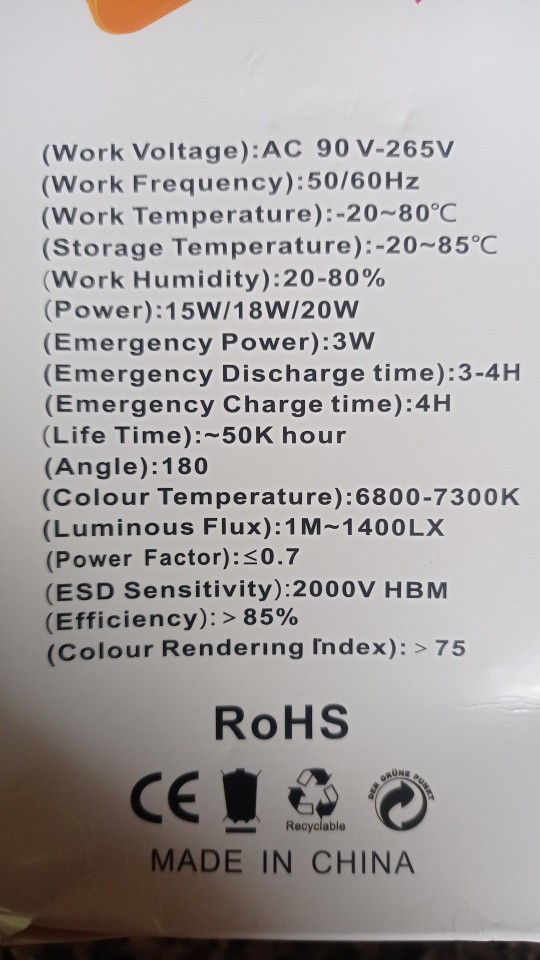 (Work Voltage):AC 90 V-265V
(Work Frequency):50/60Hz
(Work Temperature):-20~80℃
(Storage Temperature):-20~85℃
(Work Humidity):20-80%
(Power):15W/18W/20W
(Emergency Power):3W
(Emergency Discharge time):3-4H
(Emergency Charge time):4H
(Life Time):~50K hour
(Angle):180
(Colour Temperature):6800-7300K
(Luminous Flux):1M~1400LX
(Power Factor):≤0.7
(ESD Sensitivity):2000V HBM
(Efficiency):>85%
(Colour Renderıng Index):>75
RoHS
CE
DER GRÜNE PUNKT
Recyclable
MADE IN CHINA